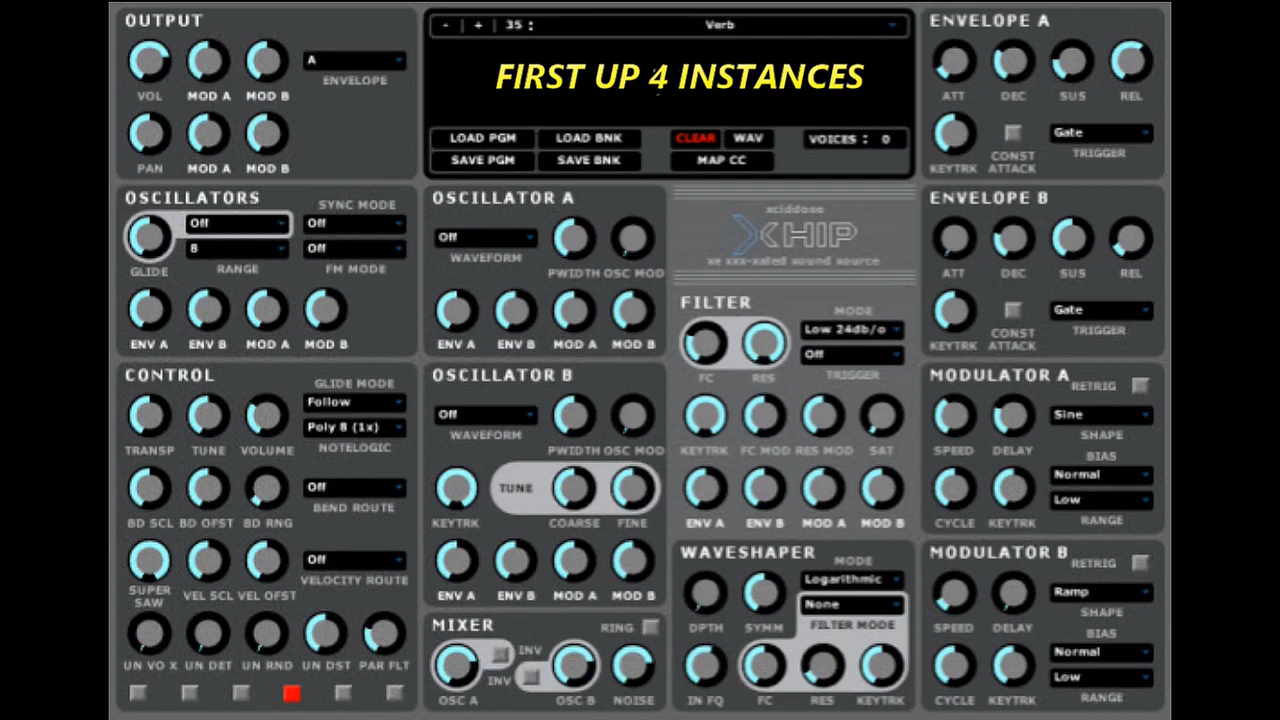 OUTPUT
A
ENVELOPE
VOL MOD A MOD B
PAN MOD A MOD B
- + 35 : Verb
FIRST UP 4 INSTANCES
LOAD PGM LOAD BNK CLEAR WAV VOICES : 0
SAVE PGM SAVE BNK MAP CC
ENVELOPE A
ATT DEC SUS REL
Gate
TRIGGER
KEYTRK CONST ATTACK
OSCILLATORS
SYNC MODE
Off Off
8 Off
GLIDE RANGE FM MODE
ENV A ENV B MOD A MOD B
OSCILLATOR A
Off
WAVEFORM PWIDTH OSC MOD
ENV A ENV B MOD A MOD B
xciddose
XHIP
xe xxx-xated sound source
ENVELOPE B
ATT DEC SUS REL
Gate
TRIGGER
KEYTRK CONST ATTACK
FILTER
MODE
Low 24db/o
Off
FC RES TRIGGER
KEYTRK FC MOD RES MOD SAT
ENV A ENV B MOD A MOD B
CONTROL
GLIDE MODE
Follow
Poly 8 (1x)
TRANSP TUNE VOLUME NOTELOGIC
Off
BD SCL BD OFST BD RNG BEND ROUTE
Off
SUPER SAW VEL SCL VEL OFST VELOCITY ROUTE
UN VO X UN DET UN RND UN DST PAR FLT
OSCILLATOR B
Off
WAVEFORM PWIDTH OSC MOD
TUNE
KEYTRK COARSE FINE
ENV A ENV B MOD A MOD B
MIXER RING
INV
INV
OSC A OSC B NOISE
WAVESHAPER
MODE
Logarithmic
None
DPTH SYMM FILTER MODE
IN FQ FC RES KEYTRK
MODULATOR A RETRIG
Sine
SPEED DELAY SHAPE
BIAS
Normal
Low
CYCLE KEYTRK RANGE
MODULATOR B RETRIG
Ramp
SPEED DELAY SHAPE
BIAS
Normal
Low
CYCLE KEYTRK RANGE